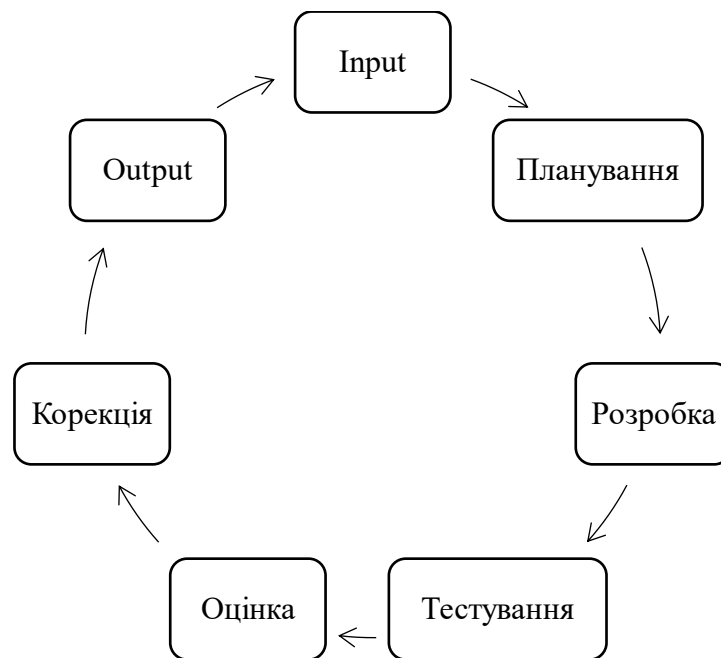 Input
Output
Планування
Корекція
Розробка
Оцінка
Тестування